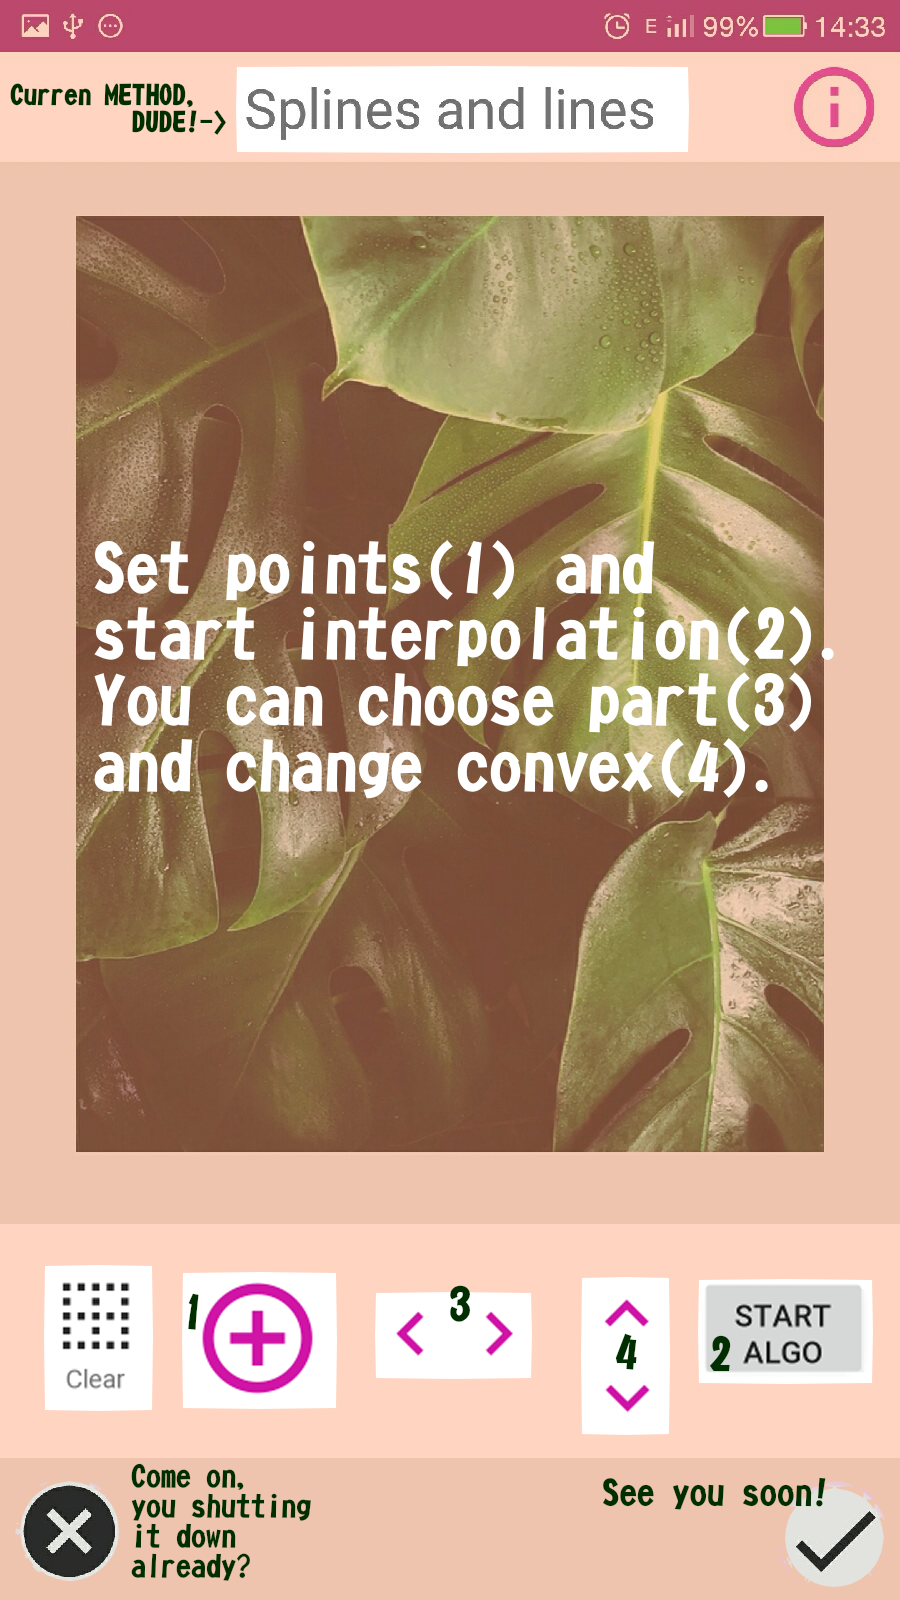 E 99% 14:33
Curren METHOD,
DUDE!->
Splines and lines
Set points(1) and
start interpolation(2).
You can choose part(3)
and change convex(4).
1
3
4
START
2 ALGO
Clear
Come on,
you shutting
it down
already?
See you soon!